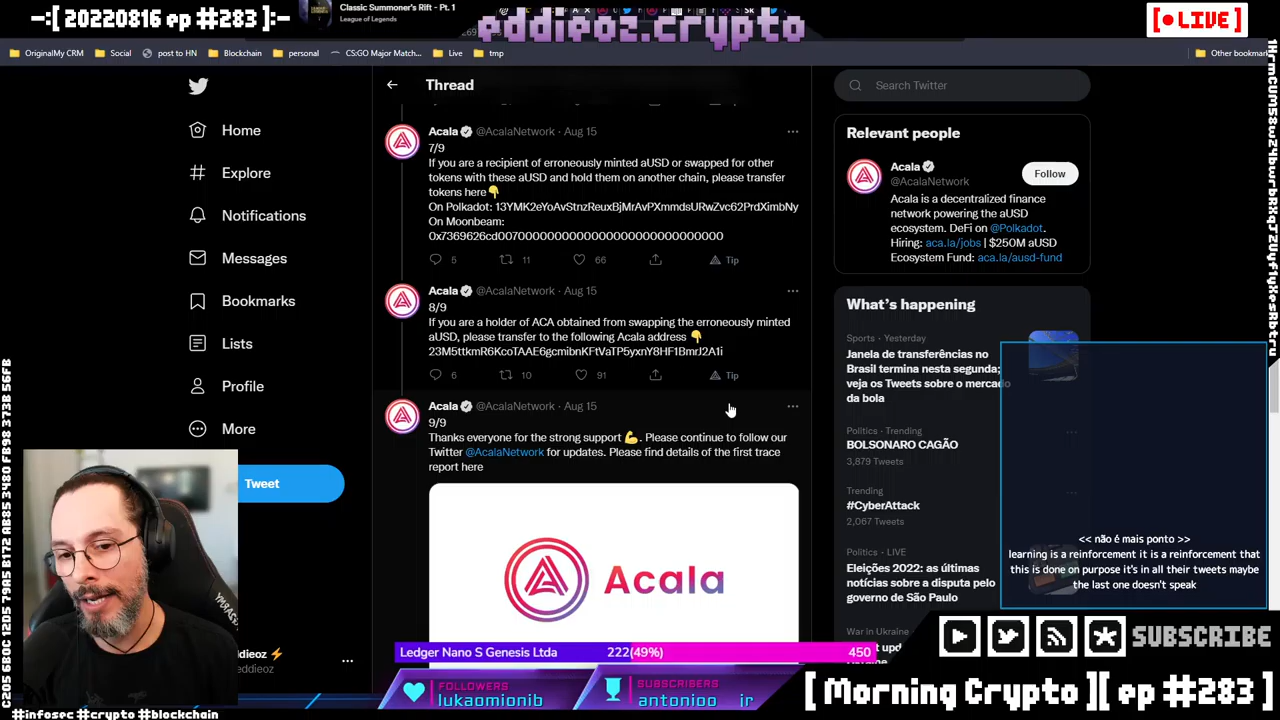 -:[ 20220816 ep #283 ]:-
Classic Summoner's Rift - Pt. 1
League of Legends
eddieoz.crypto
[ ● LIVE ]
OriginalMy CRM
Social
post to HN
Blockchain
personal
CS:GO Major Match...
Live
tmp
Other bookmar
Home
Explore
Notifications
Messages
Bookmarks
Lists
Profile
More
Tweet
ddieoz ⚡
eddieoz
Thread
Acala @AcalaNetwork · Aug 15
7/9
If you are a recipient of erroneously minted aUSD or swapped for other
tokens with these aUSD and hold them on another chain, please transfer
tokens here👇
On Polkadot: 13YMK2eYoAvStnzReuxBjMrAvPXmmdsURwZvc62PrdXimbNy
On Moonbeam:
0x7369626cd0070000000000000000000000000000
5 11 66 Tip
Acala @AcalaNetwork · Aug 15
8/9
If you are a holder of ACA obtained from swapping the erroneously minted
aUSD, please transfer to the following Acala address 👇
23M5ttkmR6KcoTAAE6gcmibnKFtVaTP5yxnY8HF1BmrJ2A1i
6 10 91 Tip
Acala @AcalaNetwork · Aug 15
9/9
Thanks everyone for the strong support 💪. Please continue to follow our
Twitter @AcalaNetwork for updates. Please find details of the first trace
report here
Acala
Search Twitter
Relevant people
Acala
@AcalaNetwork
Follow
Acala is a decentralized finance
network powering the aUSD
ecosystem. DeFi on @Polkadot.
Hiring: aca.la/jobs | $250M aUSD
Ecosystem Fund: aca.la/ausd-fund
What's happening
Sports · Yesterday
Janela de transferências no
Brasil termina nesta segunda;
veja os Tweets sobre o mercado
da bola
Politics · Trending
BOLSONARO CAGÃO
3,879 Tweets
Trending
#CyberAttack
2,067 Tweets
Politics · LIVE
Eleições 2022: as últimas
notícias sobre a disputa pelo
governo de São Paulo
War in Ukraine
<< não é mais ponto >>
learning is a reinforcement it is a reinforcement that
this is done on purpose it's in all their tweets maybe
the last one doesn't speak
SUBSCRIBE
Ledger Nano S Genesis Ltda 222(49%) 450
FOLLOWERS
lukaomionib
SUBSCRIBERS
antonioo jr
[ Morning Crypto ][ ep #283 ]
#infosec #crypto #blockchain